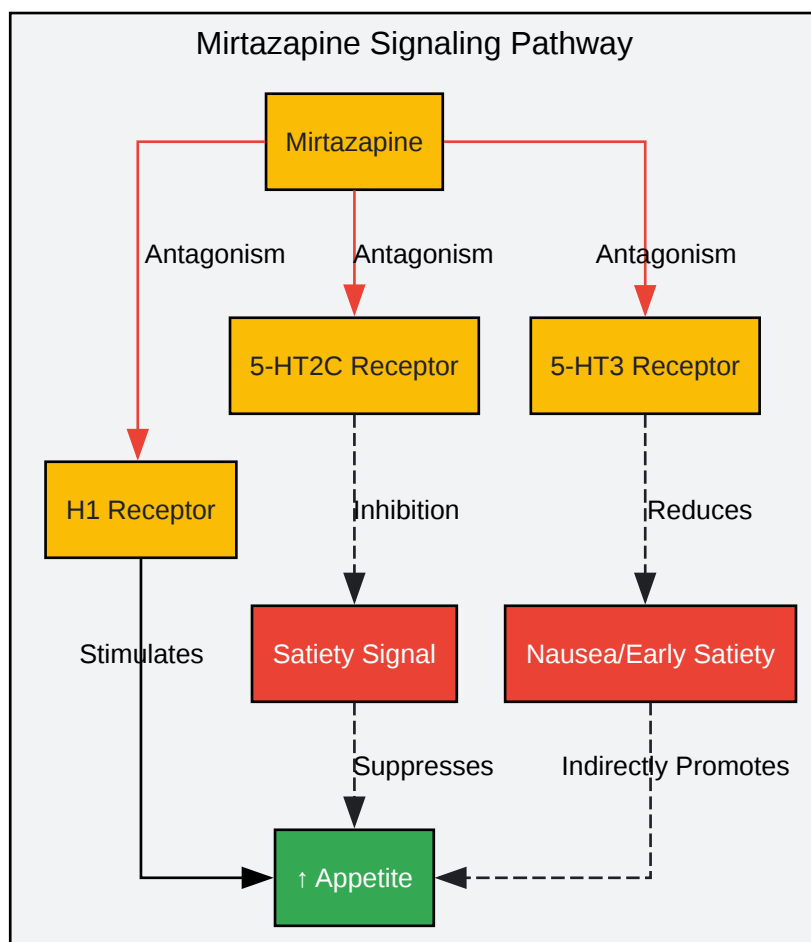 Mirtazapine Signaling Pathway
Mirtazapine
Antagonism
Antagonism
Antagonism
5-HT2C Receptor
5-HT3 Receptor
H1 Receptor
Inhibition
Reduces
Stimulates
Satiety Signal
Nausea/Early Satiety
Suppresses
Indirectly Promotes
↑ Appetite